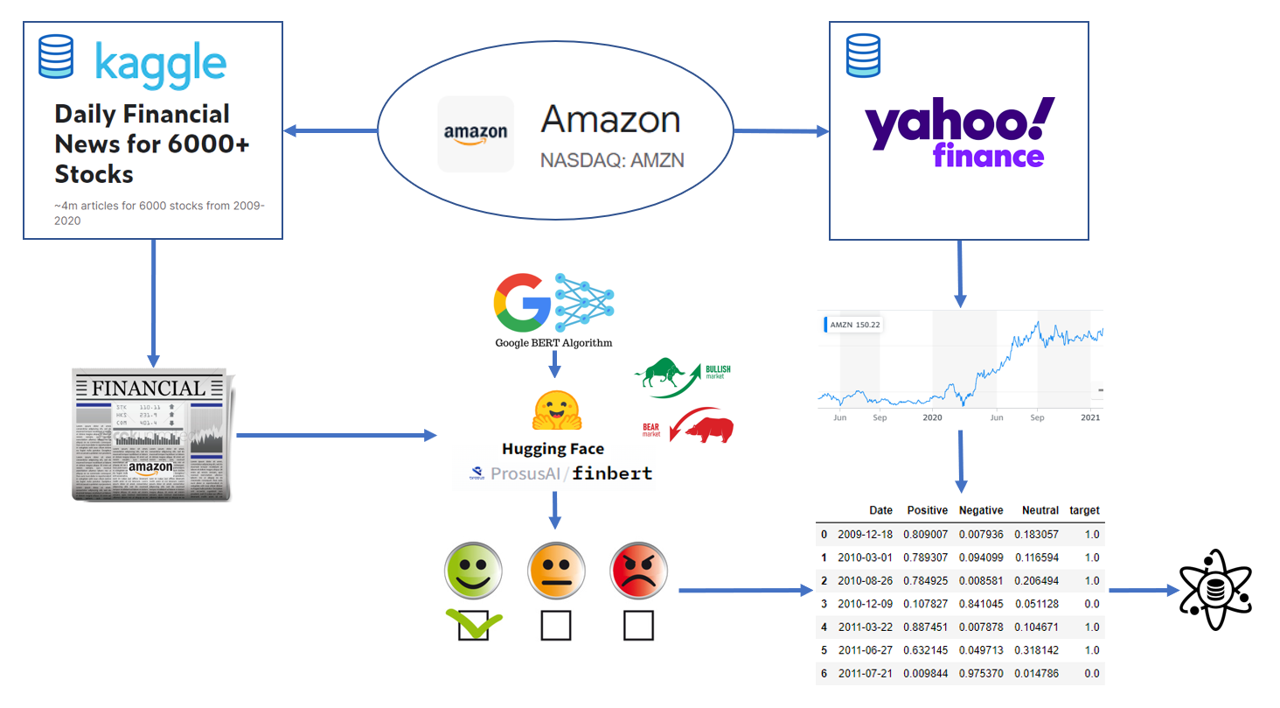 kaggle
Daily Financial
News for 6000+
Stocks
~4m articles for 6000 stocks from 2009-
2020
amazon
Amazon
NASDAQ: AMZN
yahoo!
finance
Google BERT Algorithm
BULLISH
market
BEAR
market
Hugging Face
ProsusAI/finbert
FINANCIAL
amazon
AMZN 150.22
Jun Sep 2020 Jun Sep 2021
Date Positive Negative Neutral target
0 2009-12-18 0.809007 0.007936 0.183057 1.0
1 2010-03-01 0.789307 0.094099 0.116594 1.0
2 2010-08-26 0.784925 0.008581 0.206494 1.0
3 2010-12-09 0.107827 0.841045 0.051128 0.0
4 2011-03-22 0.887451 0.007878 0.104671 1.0
5 2011-06-27 0.632145 0.049713 0.318142 1.0
6 2011-07-21 0.009844 0.975370 0.014786 0.0